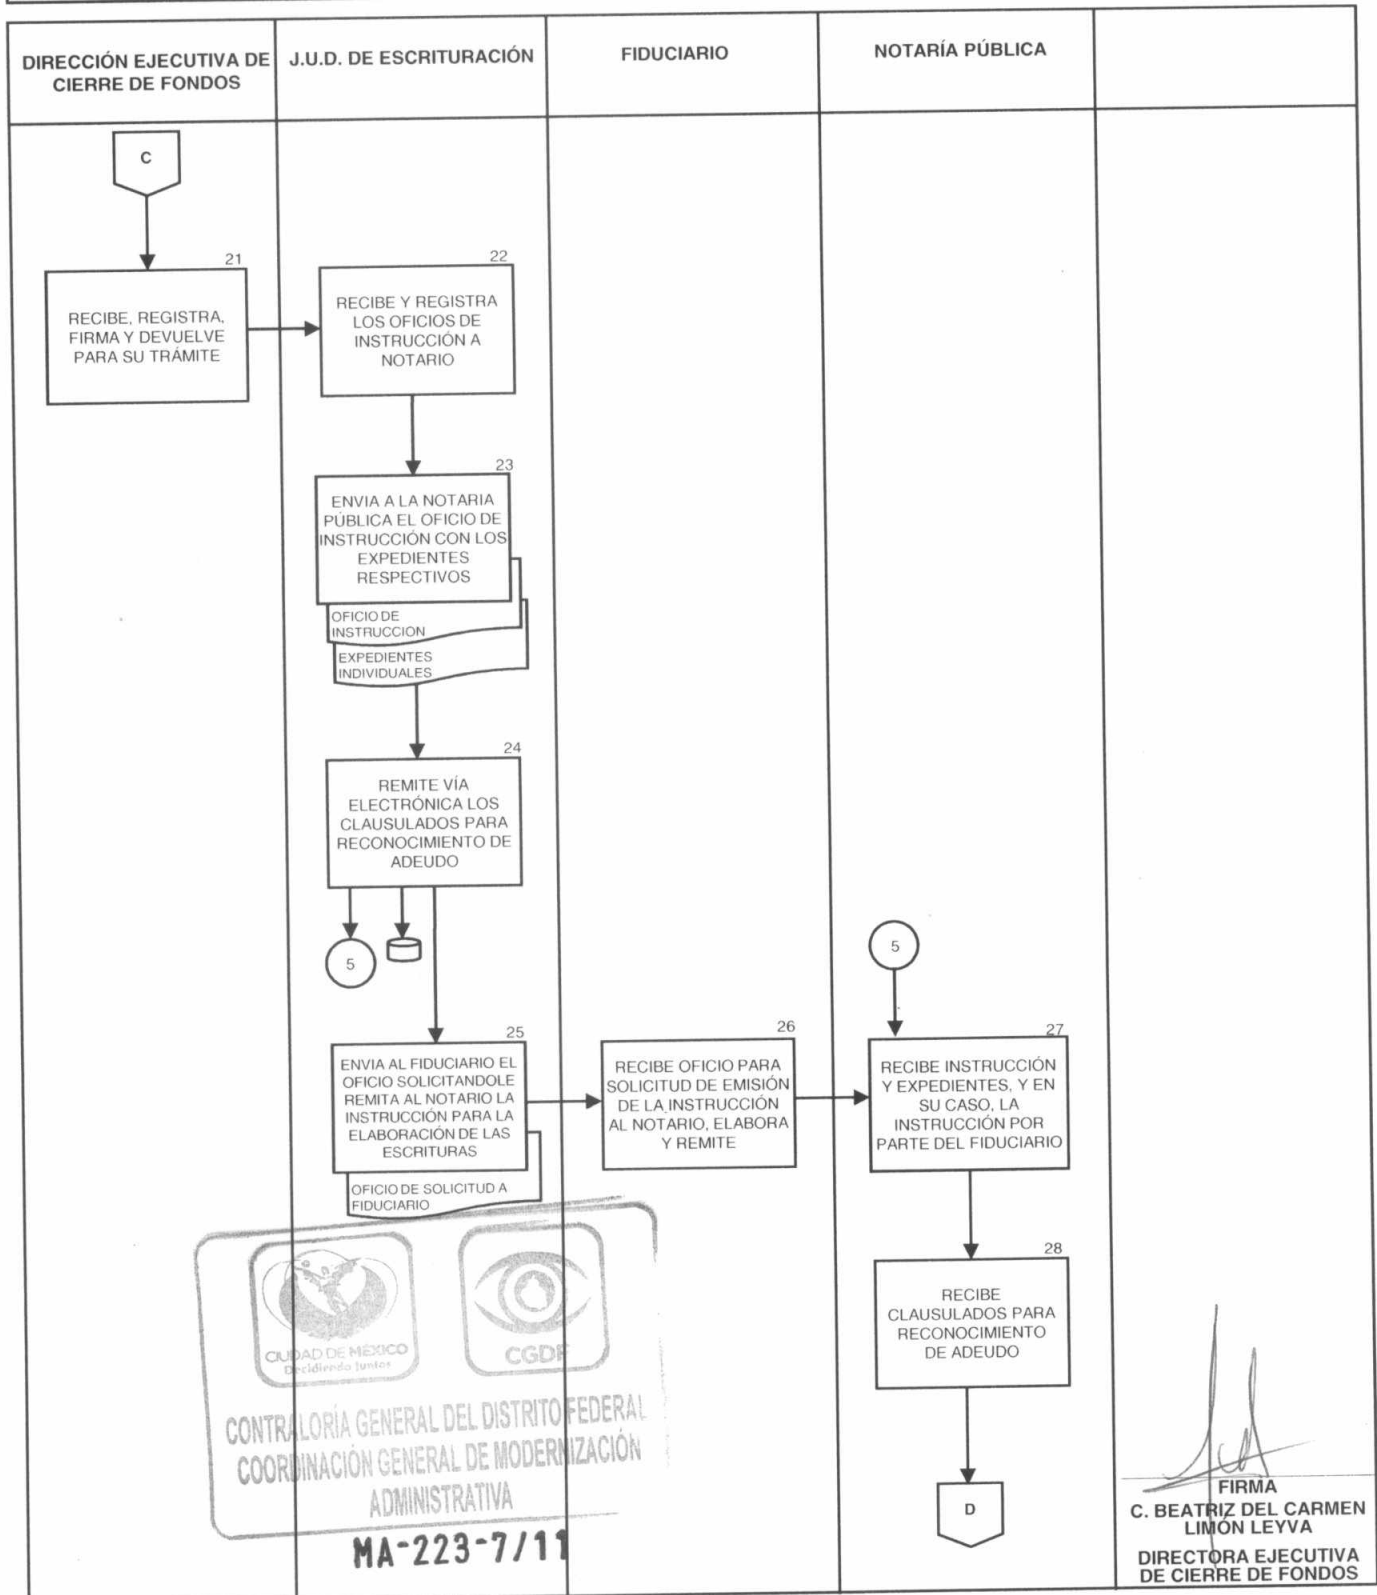 DIRECCIÓN EJECUTIVA DE
CIERRE DE FONDOS
J.U.D. DE ESCRITURACIÓN
FIDUCIARIO
NOTARÍA PÚBLICA
C
21
RECIBE, REGISTRA,
FIRMA Y DEVUELVE
PARA SU TRÁMITE
22
RECIBE Y REGISTRA
LOS OFICIOS DE
INSTRUCCIÓN A
NOTARIO
23
ENVIA A LA NOTARIA
PÚBLICA EL OFICIO DE
INSTRUCCIÓN CON LOS
EXPEDIENTES
RESPECTIVOS
OFICIO DE
INSTRUCCION
EXPEDIENTES
INDIVIDUALES
24
REMITE VÍA
ELECTRÓNICA LOS
CLAUSULADOS PARA
RECONOCIMIENTO DE
ADEUDO
5
5
25
ENVIA AL FIDUCIARIO EL
OFICIO SOLICITANDOLE
REMITA AL NOTARIO LA
INSTRUCCIÓN PARA LA
ELABORACIÓN DE LAS
ESCRITURAS
OFICIO DE SOLICITUD A
FIDUCIARIO
26
RECIBE OFICIO PARA
SOLICITUD DE EMISIÓN
DE LA INSTRUCCIÓN
AL NOTARIO, ELABORA
Y REMITE
27
RECIBE INSTRUCCIÓN
Y EXPEDIENTES, Y EN
SU CASO, LA
INSTRUCCIÓN POR
PARTE DEL FIDUCIARIO
28
RECIBE
CLAUSULADOS PARA
RECONOCIMIENTO
DE ADEUDO
D
CIUDAD DE MÉXICO
Decidiendo Juntos
CGDF
CONTRALORÍA GENERAL DEL DISTRITO FEDERAL
COORDINACIÓN GENERAL DE MODERNIZACIÓN
ADMINISTRATIVA
MA-223-7/11
FIRMA
C. BEATRIZ DEL CARMEN
LIMÓN LEYVA
DIRECTORA EJECUTIVA
DE CIERRE DE FONDOS